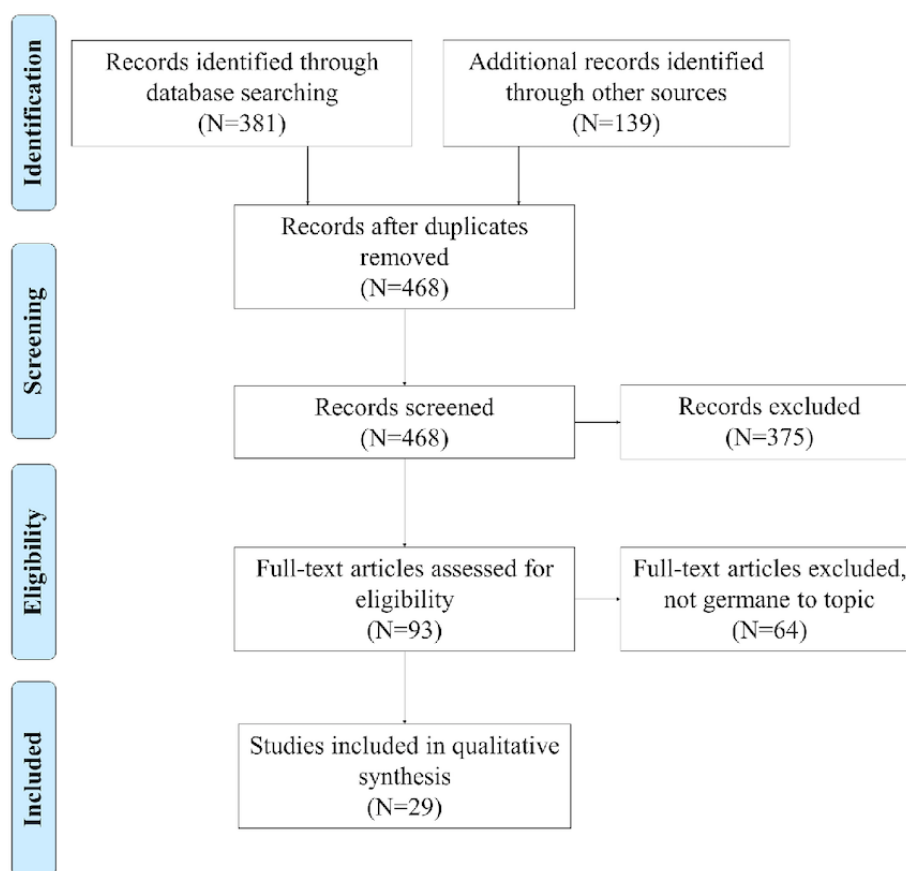 Identification
Records identified through
database searching
(N=381)
Additional records identified
through other sources
(N=139)
Records after duplicates
removed
(N=468)
Screening
Records screened
(N=468)
Records excluded
(N=375)
Eligibility
Full-text articles assessed for
eligibility
(N=93)
Full-text articles excluded,
not germane to topic
(N=64)
Included
Studies included in qualitative
synthesis
(N=29)